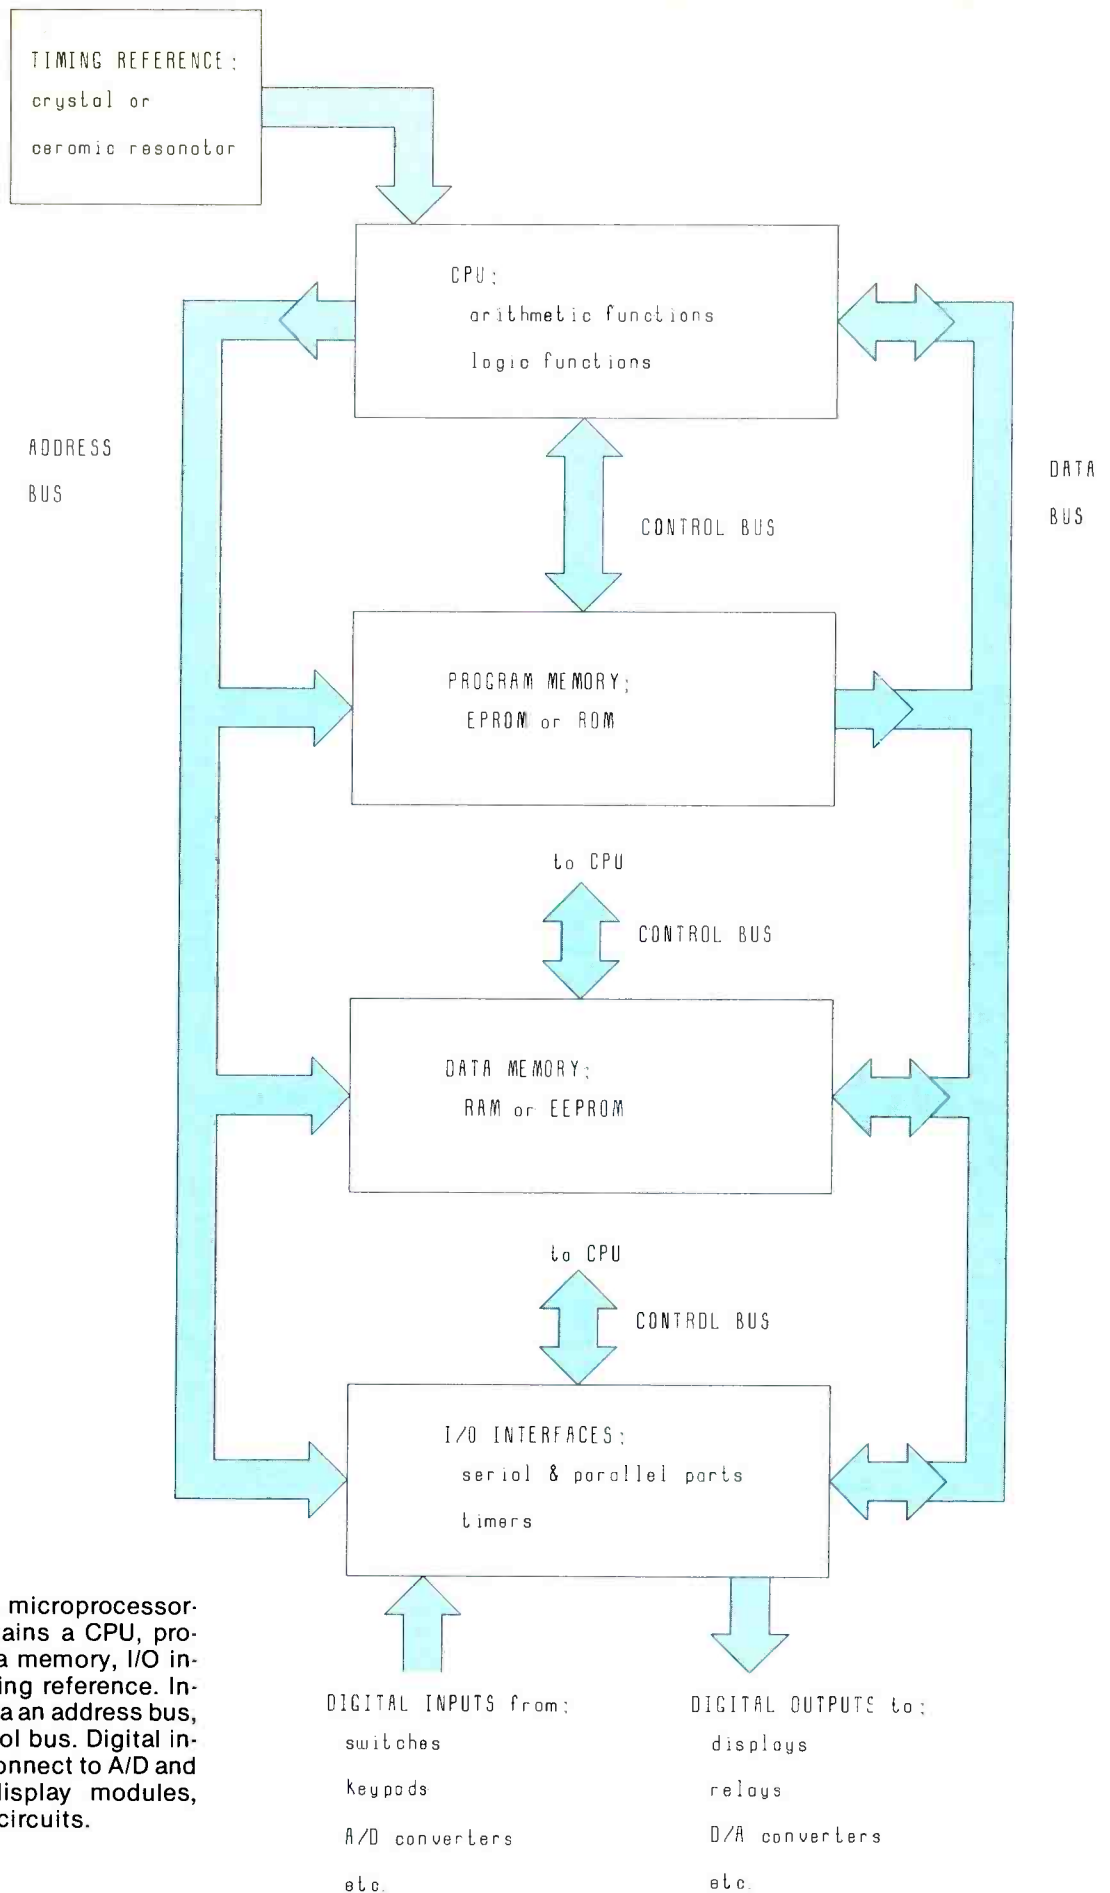 TIMING REFERENCE:
crystal or
ceramic resonator
CPU:
arithmetic functions
logic functions
ADDRESS
BUS
DATA
BUS
CONTROL BUS
PROGRAM MEMORY:
EPROM or ROM
to CPU
CONTROL BUS
DATA MEMORY:
RAM or EEPROM
to CPU
CONTROL BUS
I/O INTERFACES:
serial & parallel ports
timers
microprocessor-
ains a CPU, pro-
a memory, I/O in-
ing reference. In-
a an address bus,
ol bus. Digital in-
onnect to A/D and
isplay modules,
circuits.
DIGITAL INPUTS from:
switches
keypads
A/D converters
etc.
DIGITAL OUTPUTS to:
displays
relays
D/A converters
etc.